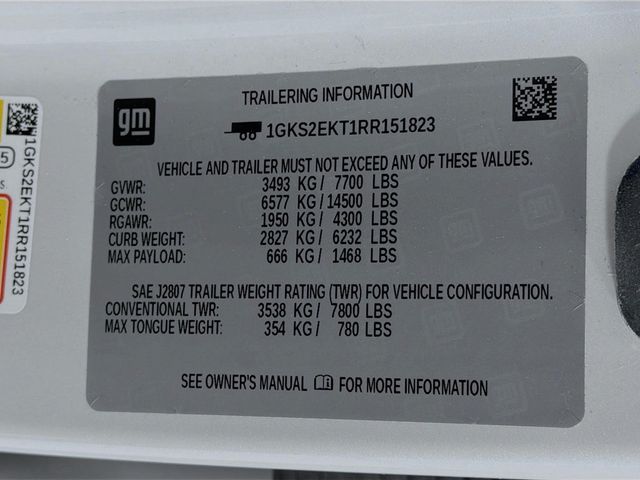 gm
TRAILERING INFORMATION
1GKS2EKT1RR151823
VEHICLE AND TRAILER MUST NOT EXCEED ANY OF THESE VALUES.
GVWR: 3493 KG/ 7700 LBS
GCWR: 6577 KG/14500 LBS
RGAWR: 1950 KG/ 4300 LBS
CURB WEIGHT: 2827 KG/ 6232 LBS
MAX PAYLOAD: 666 KG/ 1468 LBS
SAE J2807 TRAILER WEIGHT RATING (TWR) FOR VEHICLE CONFIGURATION.
CONVENTIONAL TWR: 3538 KG/ 7800 LBS
MAX TONGUE WEIGHT: 354 KG/ 780 LBS
SEE OWNER'S MANUAL FOR MORE INFORMATION
1GKS2EKT1RR151823